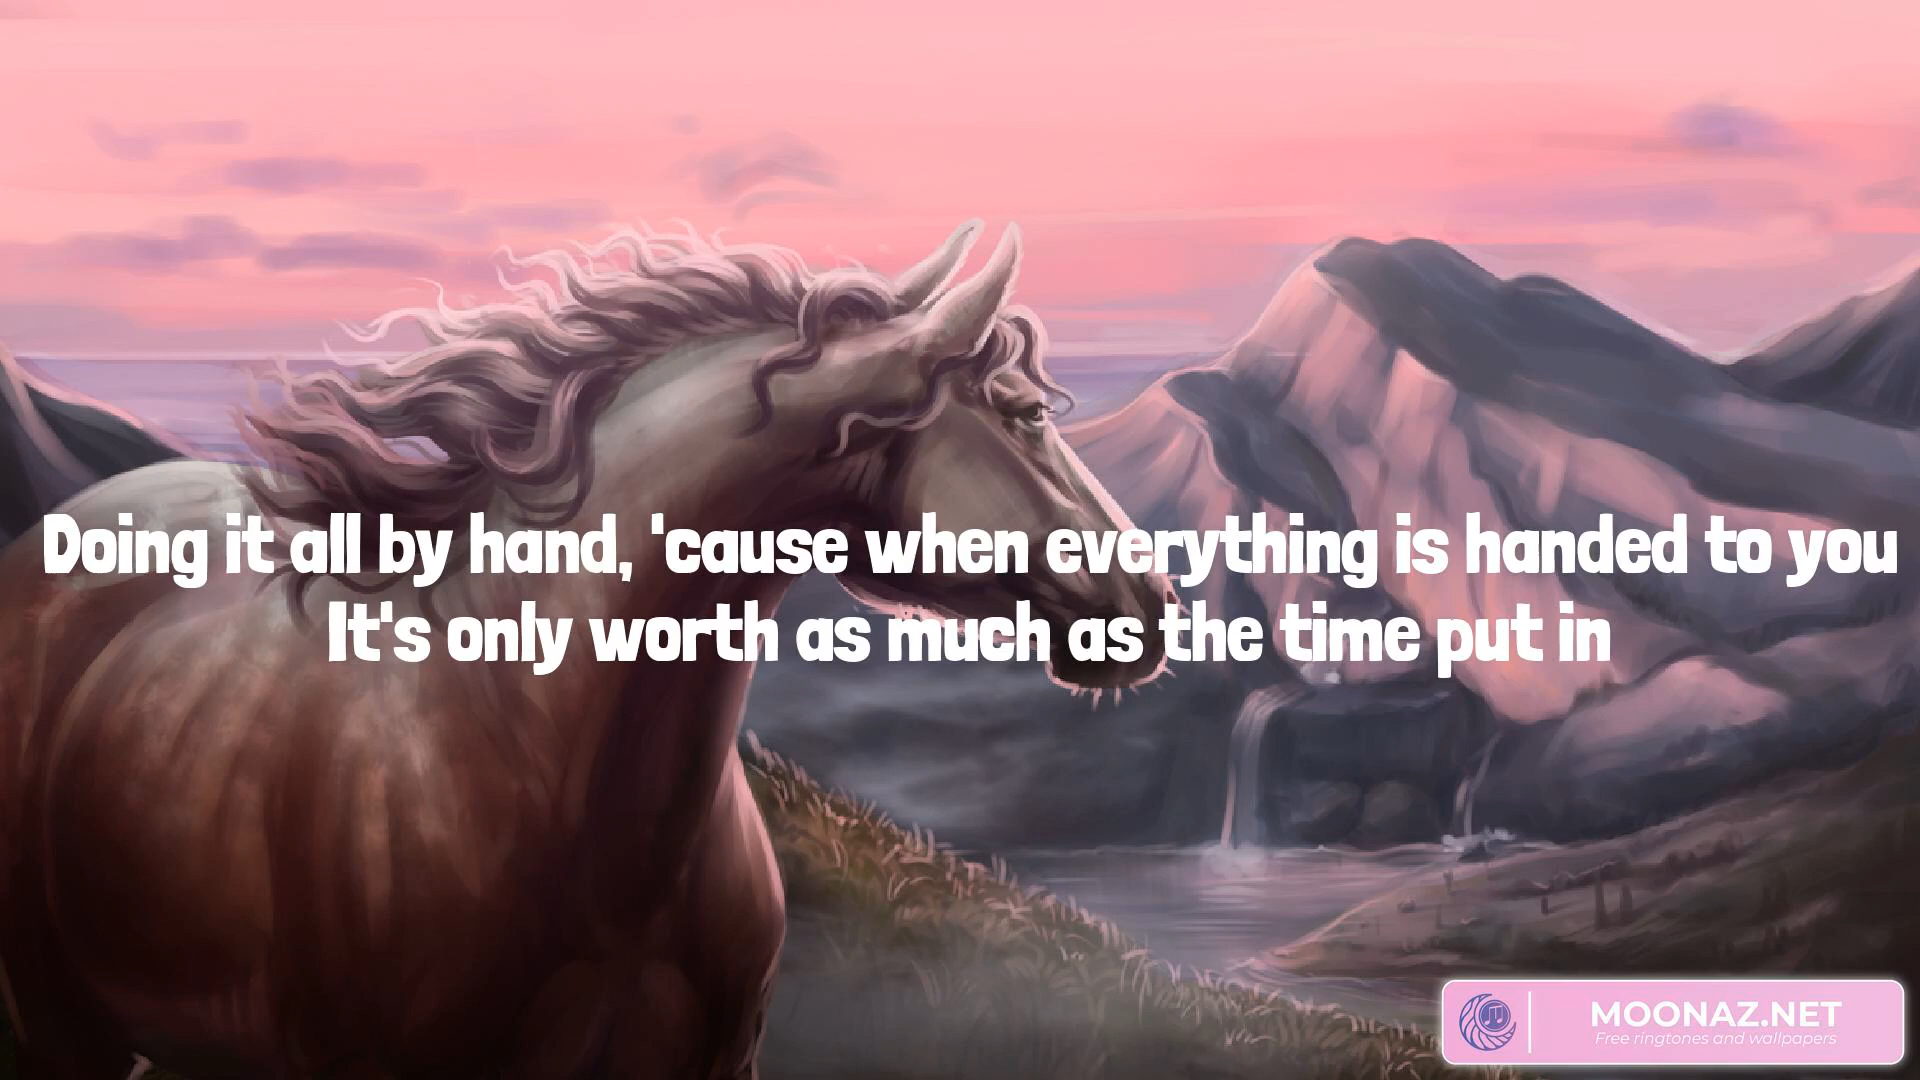 Doing it all by hand, 'cause when everything is handed to you
It's only worth as much as the time put in
MOONAZ.NET
Free ringtones and wallpapers